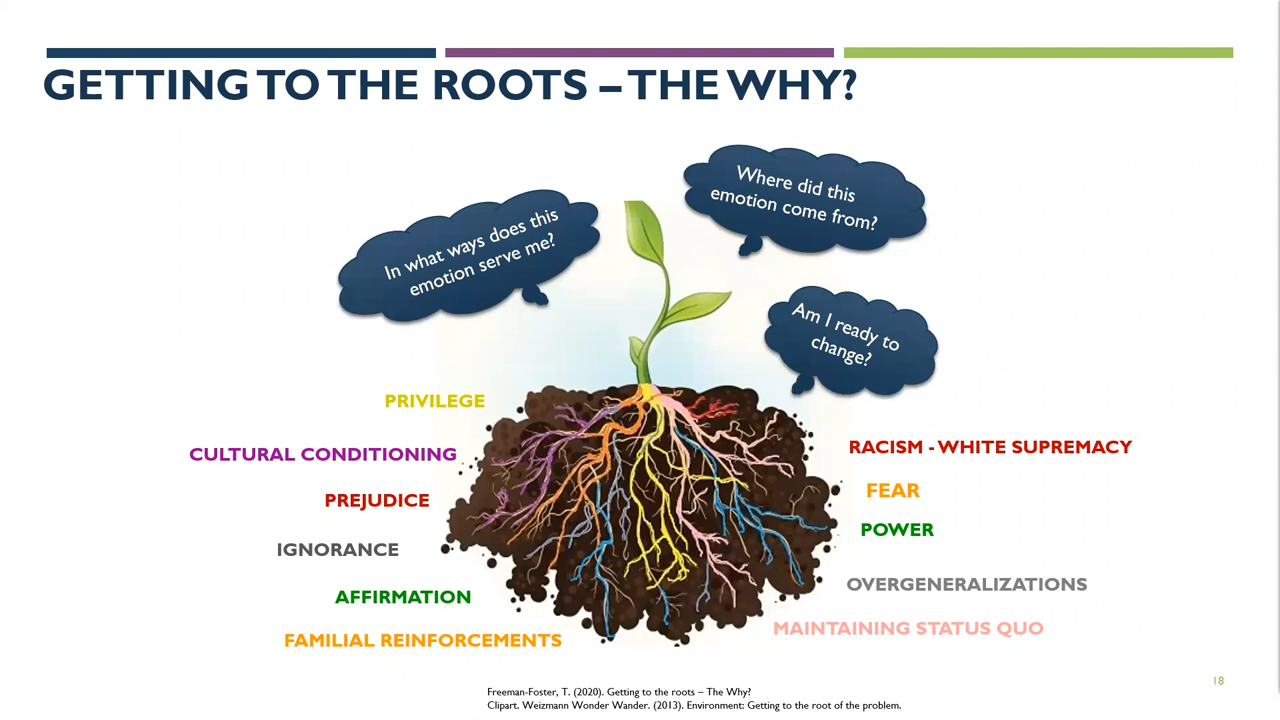 GETTING TO THE ROOTS – THE WHY?
In what ways does this
emotion serve me?
Where did this
emotion come from?
Am I ready to
change?
PRIVILEGE
CULTURAL CONDITIONING
PREJUDICE
IGNORANCE
AFFIRMATION
FAMILIAL REINFORCEMENTS
RACISM - WHITE SUPREMACY
FEAR
POWER
OVERGENERALIZATIONS
MAINTAINING STATUS QUO
18
Freeman-Foster, T. (2020). Getting to the roots – The Why?
Clipart. Weizmann Wonder Wander. (2013). Environment: Getting to the root of the problem.